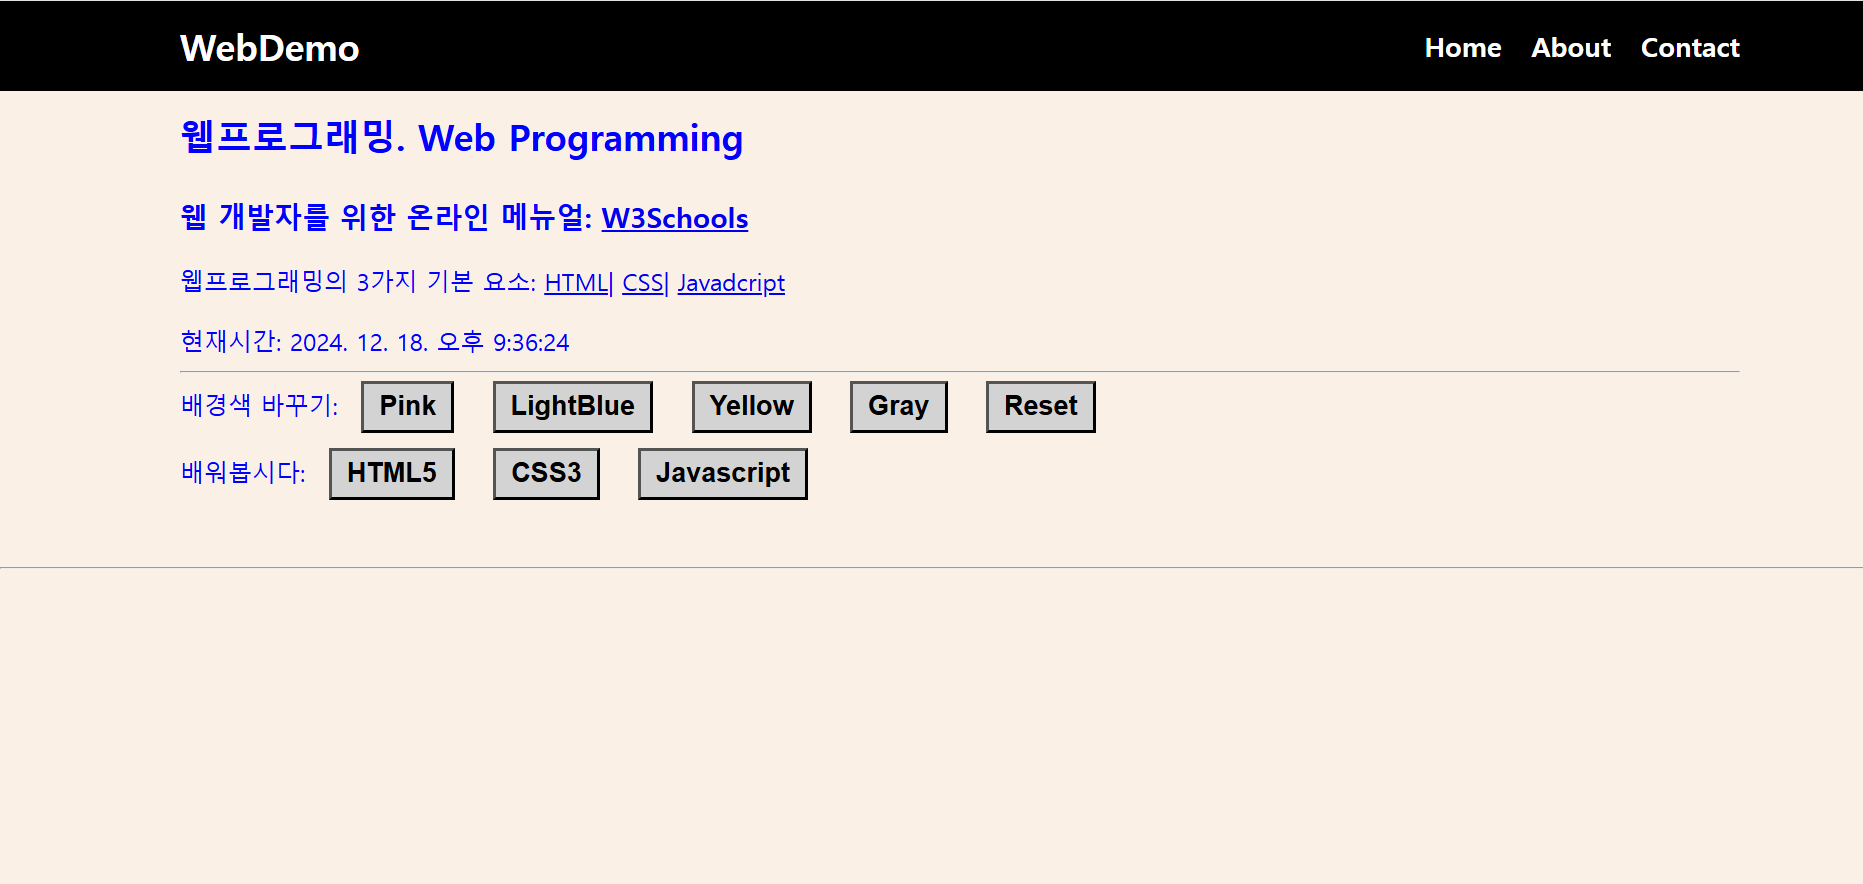 WebDemo Home About Contact
웹프로그래밍. Web Programming
웹 개발자를 위한 온라인 메뉴얼: W3Schools
웹프로그래밍의 3가지 기본 요소: HTML| CSS| Javadcript
현재시간: 2024. 12. 18. 오후 9:36:24
배경색 바꾸기: Pink LightBlue Yellow Gray Reset
배워봅시다: HTML5 CSS3 Javascript